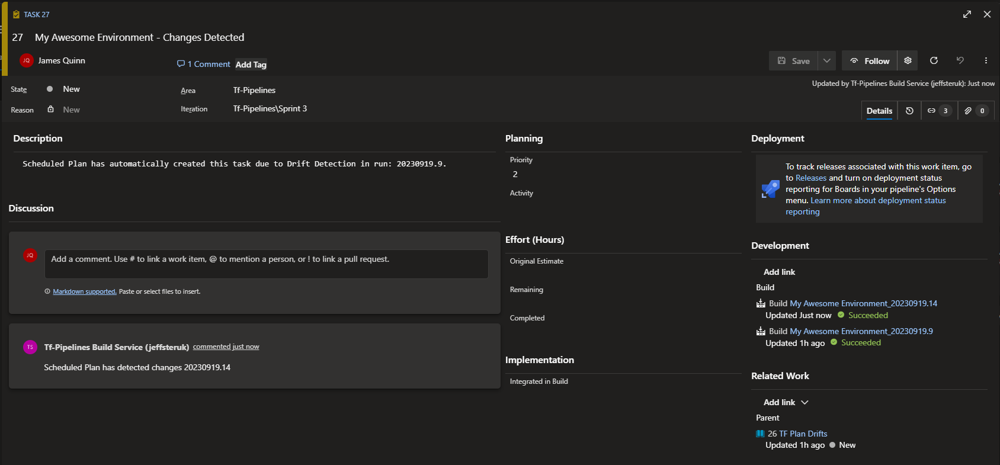 TASK 27
27 My Awesome Environment - Changes Detected
JQ James Quinn
1 Comment Add Tag
Save
Follow
State New
Area Tf-Pipelines
Updated by Tf-Pipelines Build Service (jeffsteruk): Just now
Reason New
Iteration Tf-Pipelines\Sprint 3
Details 3 0
Description
Scheduled Plan has automatically created this task due to Drift Detection in run: 20230919.9.
Discussion
JQ
Add a comment. Use # to link a work item, @ to mention a person, or ! to link a pull request.
Markdown supported. Paste or select files to insert.
TS Tf-Pipelines Build Service (jeffsteruk) commented just now
Scheduled Plan has detected changes 20230919.14
Planning
Priority
2
Activity
Effort (Hours)
Original Estimate
Remaining
Completed
Implementation
Integrated in Build
Deployment
To track releases associated with this work item, go
to Releases and turn on deployment status
reporting for Boards in your pipeline's Options
menu. Learn more about deployment status
reporting
Development
Add link
Build
Build My Awesome Environment_20230919.14
Updated Just now Succeeded
Build My Awesome Environment_20230919.9
Updated 1h ago Succeeded
Related Work
Add link
Parent
26 TF Plan Drifts
Updated 1h ago New